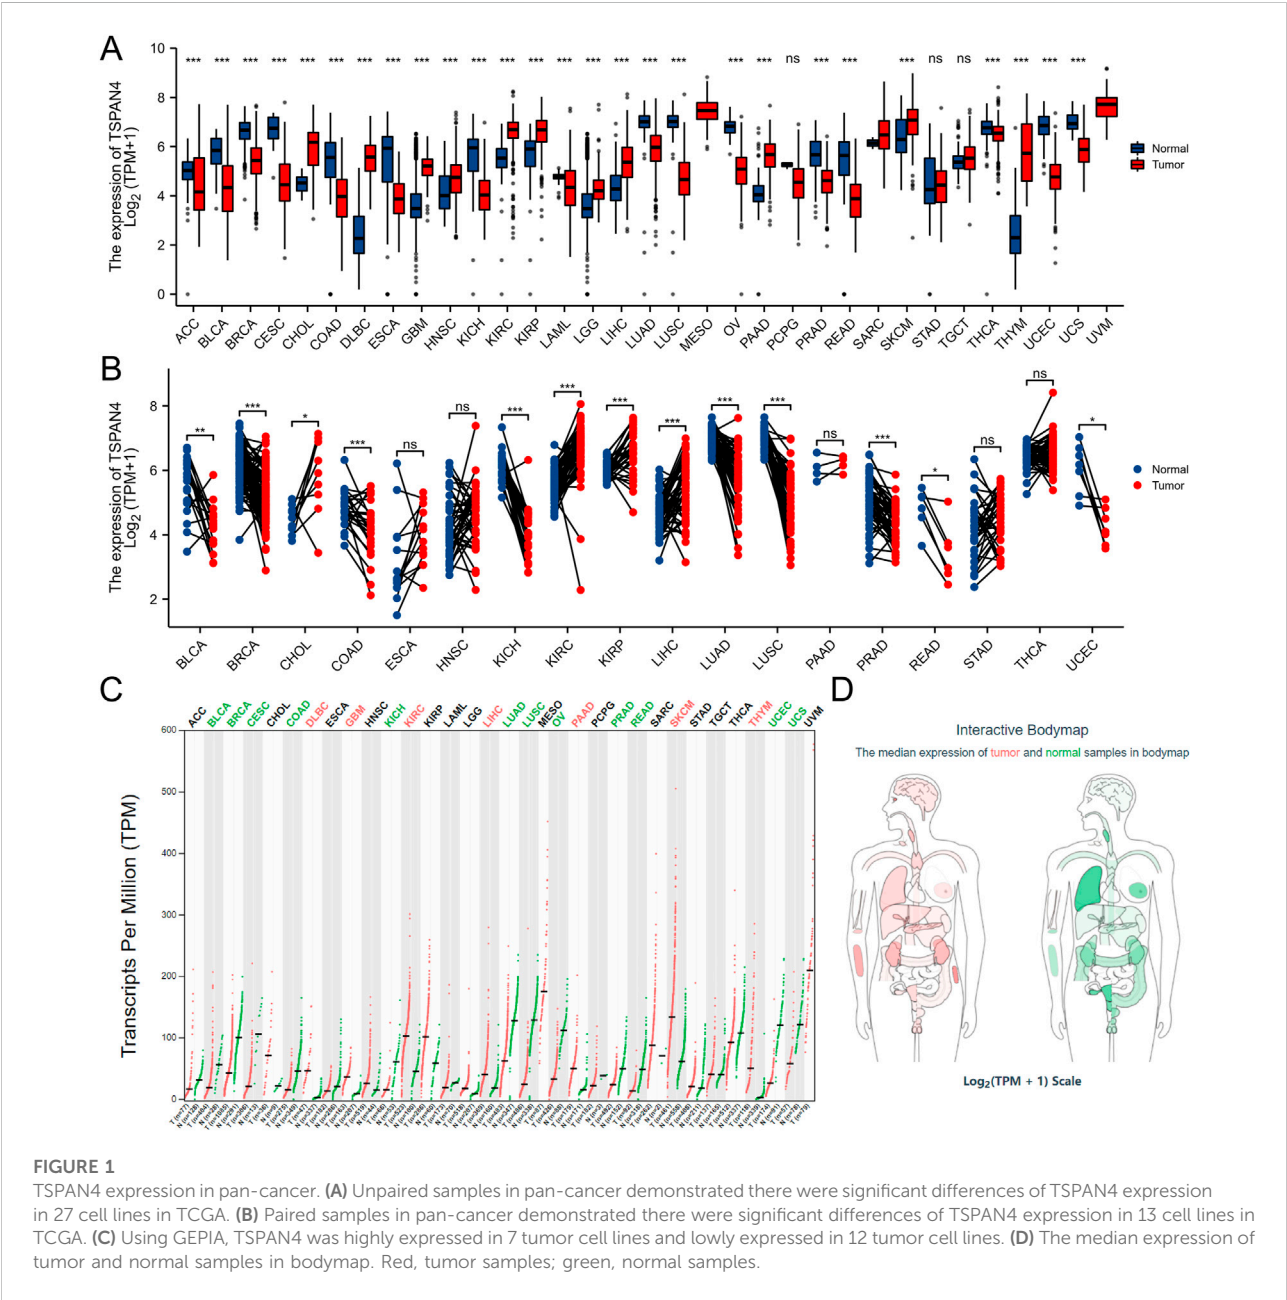 A
The expression of TSPAN4
Log2 (TPM+1)
10
8
6
4
2
0
*** *** *** *** *** *** *** *** *** *** *** *** *** *** *** *** *** *** *** *** ns *** *** *** ns ns *** *** *** ***
ACC BLCA BRCA CESC CHOL COAD DLBC ESCA GBM HNSC KICH KIRC KIRP LAML LGG LIHC LUAD LUSC MESO OV PAAD PCPG PRAD READ SARC SKCM STAD TGCT THCA THYM UCEC UCS UVM
Normal
Tumor
B
The expression of TSPAN4
Log2 (TPM+1)
8
6
4
2
** *** * *** ns ns *** *** *** *** *** *** ns *** * ns ns *
BLCA BRCA CHOL COAD ESCA HNSC KICH KIRC KIRP LIHC LUAD LUSC PAAD PRAD READ STAD THCA UCEC
Normal
Tumor
C
ACC BLCA BRCA CESC CHOL COAD DLBC ESCA GBM HNSC KICH KIRC KIRP LAML LGG LIHC LUAD LUSC MESO OV PAAD PCPG PRAD READ SARC SKCM STAD TGCT THCA THYM UCEC UCS UVM
Transcripts Per Million (TPM)
600
500
400
300
200
100
0
D
Interactive Bodymap
The median expression of tumor and normal samples in bodymap
Log2(TPM + 1) Scale
FIGURE 1
TSPAN4 expression in pan-cancer. (A) Unpaired samples in pan-cancer demonstrated there were significant differences of TSPAN4 expression
in 27 cell lines in TCGA. (B) Paired samples in pan-cancer demonstrated there were significant differences of TSPAN4 expression in 13 cell lines in
TCGA. (C) Using GEPIA, TSPAN4 was highly expressed in 7 tumor cell lines and lowly expressed in 12 tumor cell lines. (D) The median expression of
tumor and normal samples in bodymap. Red, tumor samples; green, normal samples.